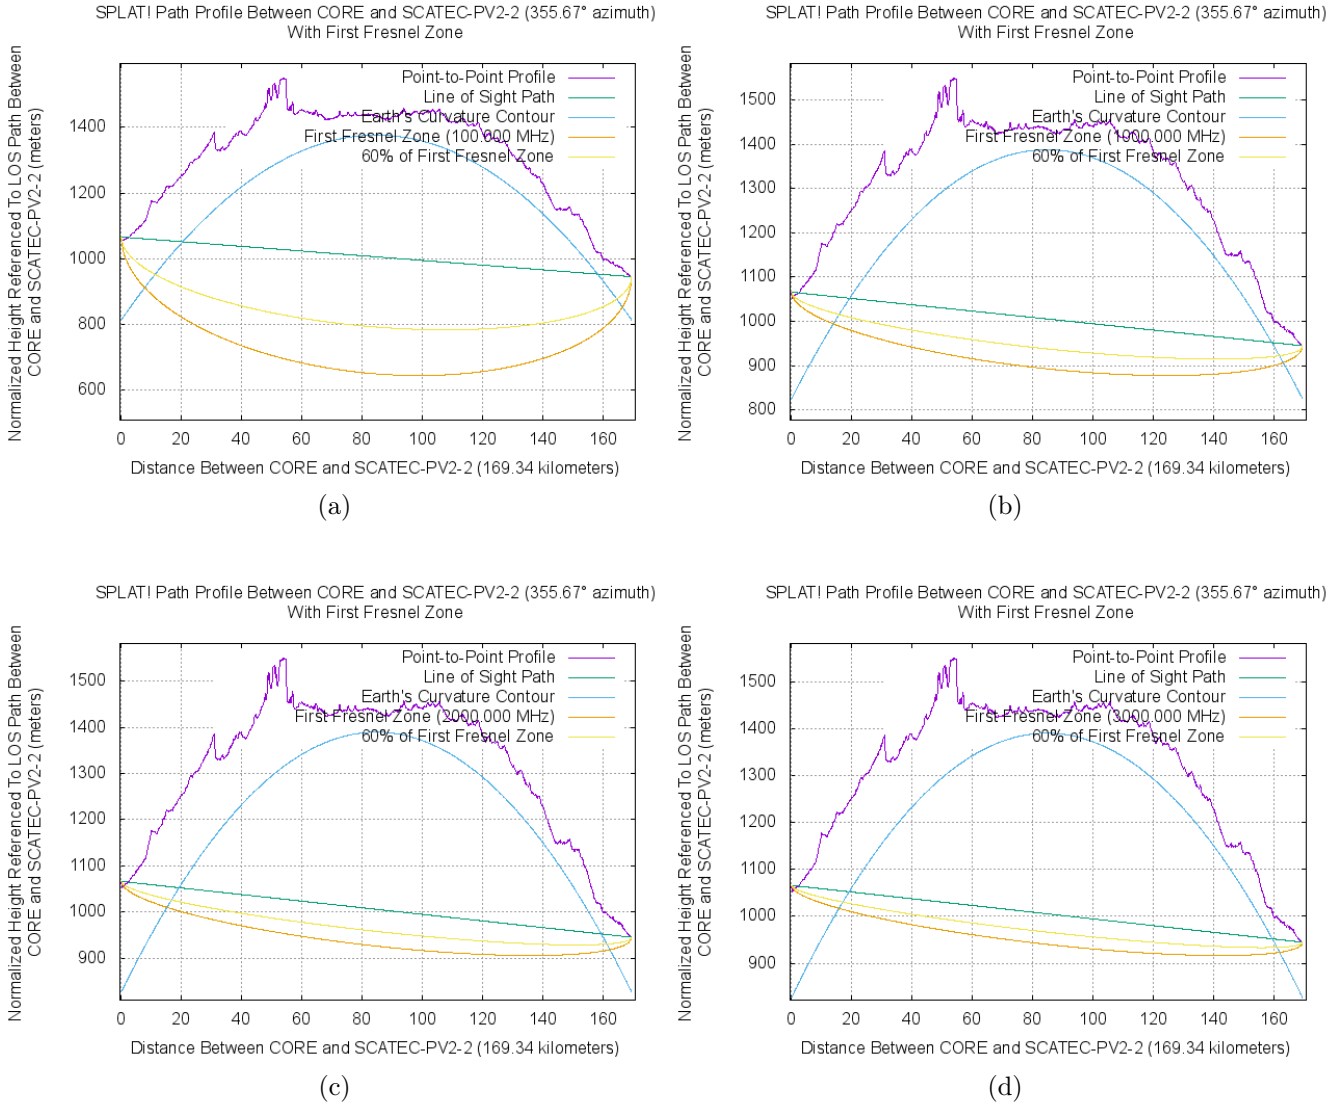 SPLAT! Path Profile Between CORE and SCATEC-PV2-2 (355.67° azimuth)
With First Fresnel Zone
Normalized Height Referenced To LOS Path Between
CORE and SCATEC-PV2-2 (meters)
Point-to-Point Profile
Line of Sight Path
Earth's Curvature Contour
First Fresnel Zone (100.000 MHz)
60% of First Fresnel Zone
1400
1200
1000
800
600
0 20 40 60 80 100 120 140 160
Distance Between CORE and SCATEC-PV2-2 (169.34 kilometers)
(a)
SPLAT! Path Profile Between CORE and SCATEC-PV2-2 (355.67° azimuth)
With First Fresnel Zone
Normalized Height Referenced To LOS Path Between
CORE and SCATEC-PV2-2 (meters)
Point-to-Point Profile
Line of Sight Path
Earth's Curvature Contour
First Fresnel Zone (1000.000 MHz)
60% of First Fresnel Zone
1500
1400
1300
1200
1100
1000
900
800
0 20 40 60 80 100 120 140 160
Distance Between CORE and SCATEC-PV2-2 (169.34 kilometers)
(b)
SPLAT! Path Profile Between CORE and SCATEC-PV2-2 (355.67° azimuth)
With First Fresnel Zone
Normalized Height Referenced To LOS Path Between
CORE and SCATEC-PV2-2 (meters)
Point-to-Point Profile
Line of Sight Path
Earth's Curvature Contour
First Fresnel Zone (2000.000 MHz)
60% of First Fresnel Zone
1500
1400
1300
1200
1100
1000
900
0 20 40 60 80 100 120 140 160
Distance Between CORE and SCATEC-PV2-2 (169.34 kilometers)
(c)
SPLAT! Path Profile Between CORE and SCATEC-PV2-2 (355.67° azimuth)
With First Fresnel Zone
Normalized Height Referenced To LOS Path Between
CORE and SCATEC-PV2-2 (meters)
Point-to-Point Profile
Line of Sight Path
Earth's Curvature Contour
First Fresnel Zone (3000.000 MHz)
60% of First Fresnel Zone
1500
1400
1300
1200
1100
1000
900
0 20 40 60 80 100 120 140 160
Distance Between CORE and SCATEC-PV2-2 (169.34 kilometers)
(d)